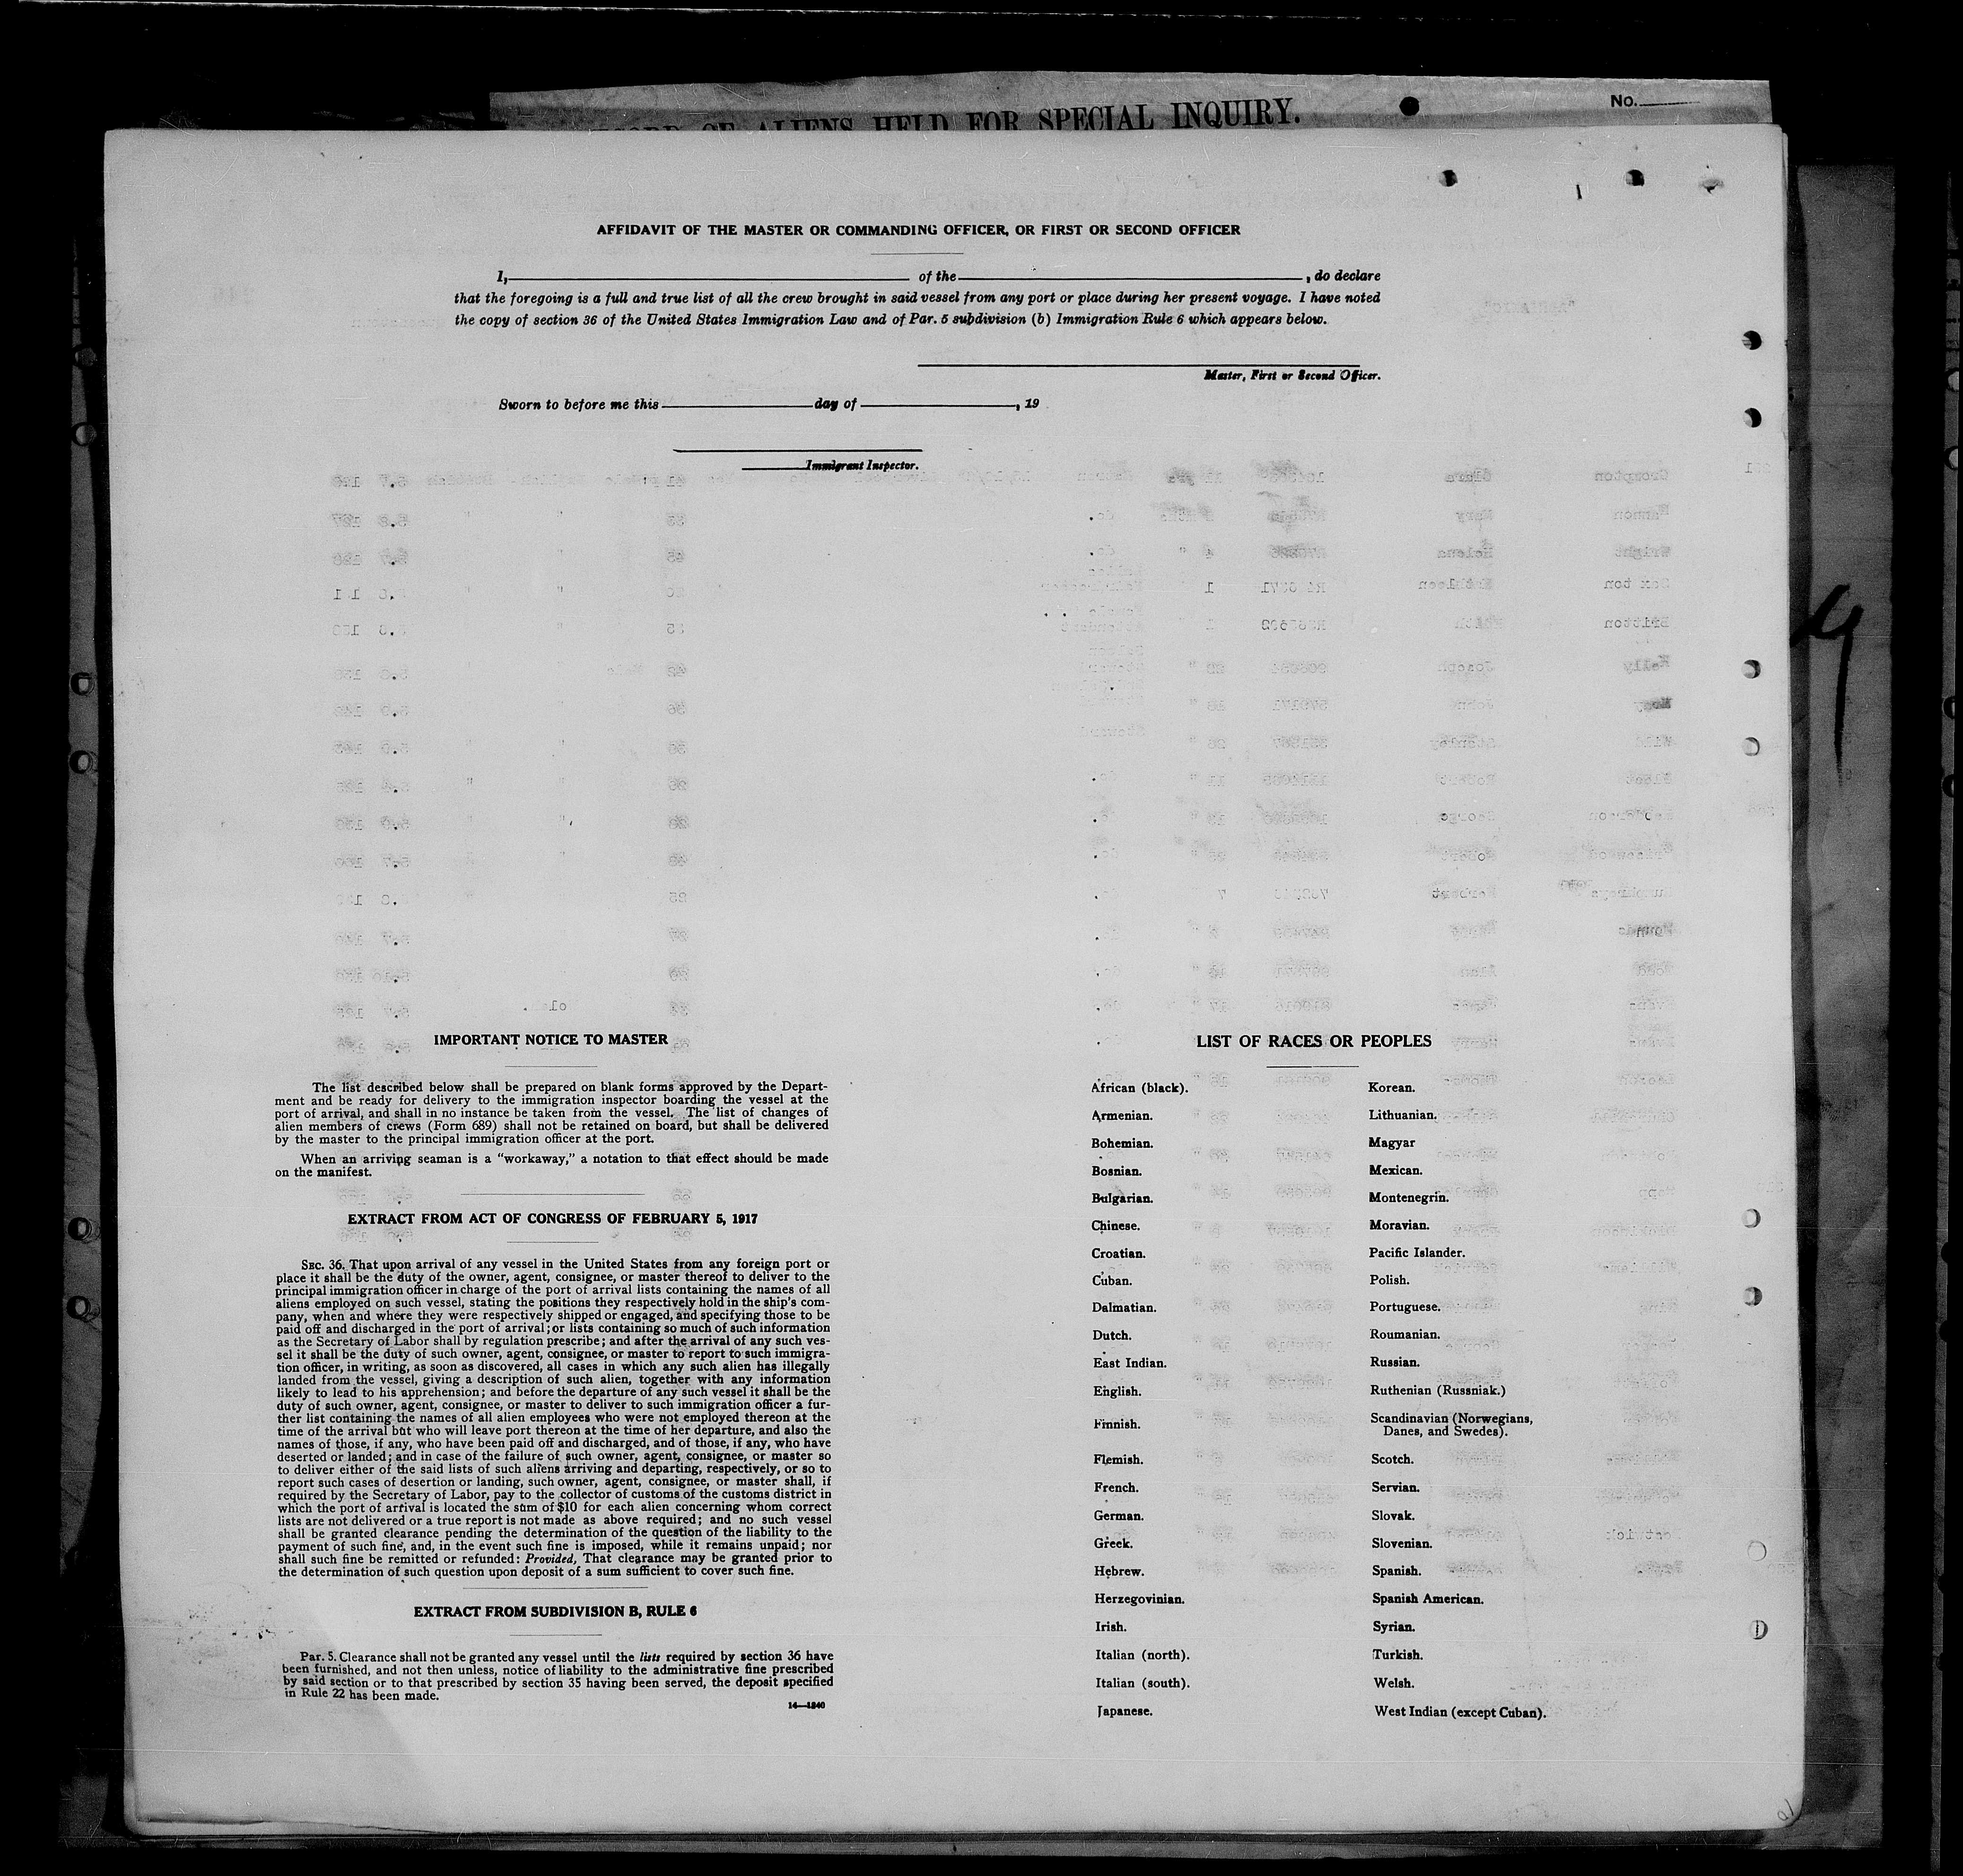 OF ALIENS HELD FOR SPECIAL INQUIRY.
No.
AFFIDAVIT OF THE MASTER OR COMMANDING OFFICER, OR FIRST OR SECOND OFFICER
I, of the , do declare
that the foregoing is a full and true list of all the crew brought in said vessel from any port or place during her present voyage. I have noted
the copy of section 36 of the United States Immigration Law and of Par. 5 subdivision (b) Immigration Rule 6 which appears below.
Master, First or Second Officer.
Sworn to before me this day of , 19
Immigrant Inspector.
IMPORTANT NOTICE TO MASTER
The list described below shall be prepared on blank forms approved by the Depart-
ment and be ready for delivery to the immigration inspector boarding the vessel at the
port of arrival, and shall in no instance be taken from the vessel. The list of changes of
alien members of crews (Form 689) shall not be retained on board, but shall be delivered
by the master to the principal immigration officer at the port.
When an arriving seaman is a “workaway,” a notation to that effect should be made
on the manifest.
EXTRACT FROM ACT OF CONGRESS OF FEBRUARY 5, 1917
SEC. 36. That upon arrival of any vessel in the United States from any foreign port or
place it shall be the duty of the owner, agent, consignee, or master thereof to deliver to the
principal immigration officer in charge of the port of arrival lists containing the names of all
aliens employed on such vessel, stating the positions they respectively hold in the ship's com-
pany, when and where they were respectively shipped or engaged, and specifying those to be
paid off and discharged in the port of arrival; or lists containing so much of such information
as the Secretary of Labor shall by regulation prescribe; and after the arrival of any such ves-
sel it shall be the duty of such owner, agent, consignee, or master to report to such immigra-
tion officer, in writing, as soon as discovered, all cases in which any such alien has illegally
landed from the vessel, giving a description of such alien, together with any information
likely to lead to his apprehension; and before the departure of any such vessel it shall be the
duty of such owner, agent, consignee, or master to deliver to such immigration officer a fur-
ther list containing the names of all alien employees who were not employed thereon at the
time of the arrival but who will leave port thereon at the time of her departure, and also the
names of those, if any, who have been paid off and discharged, and of those, if any, who have
deserted or landed; and in case of the failure of such owner, agent, consignee, or master so
to deliver either of the said lists of such aliens arriving and departing, respectively, or so to
report such cases of desertion or landing, such owner, agent, consignee, or master shall, if
required by the Secretary of Labor, pay to the collector of customs of the customs district in
which the port of arrival is located the sum of $10 for each alien concerning whom correct
lists are not delivered or a true report is not made as above required; and no such vessel
shall be granted clearance pending the determination of the question of the liability to the
payment of such fine, and, in the event such fine is imposed, while it remains unpaid; nor
shall such fine be remitted or refunded: Provided, That clearance may be granted prior to
the determination of such question upon deposit of a sum sufficient to cover such fine.
EXTRACT FROM SUBDIVISION B, RULE 6
Par. 5. Clearance shall not be granted any vessel until the lists required by section 36 have
been furnished, and not then unless, notice of liability to the administrative fine prescribed
by said section or to that prescribed by section 35 having been served, the deposit specified
in Rule 22 has been made.
14—1240
LIST OF RACES OR PEOPLES
African (black).
Armenian.
Bohemian.
Bosnian.
Bulgarian.
Chinese.
Croatian.
Cuban.
Dalmatian.
Dutch.
East Indian.
English.
Finnish.
Flemish.
French.
German.
Greek.
Hebrew.
Herzegovinian.
Irish.
Italian (north).
Italian (south).
Japanese.
Korean.
Lithuanian.
Magyar
Mexican.
Montenegrin.
Moravian.
Pacific Islander.
Polish.
Portuguese.
Roumanian.
Russian.
Ruthenian (Russniak.)
Scandinavian (Norwegians,
Danes, and Swedes).
Scotch.
Servian.
Slovak.
Slovenian.
Spanish.
Spanish American.
Syrian.
Turkish.
Welsh.
West Indian (except Cuban).